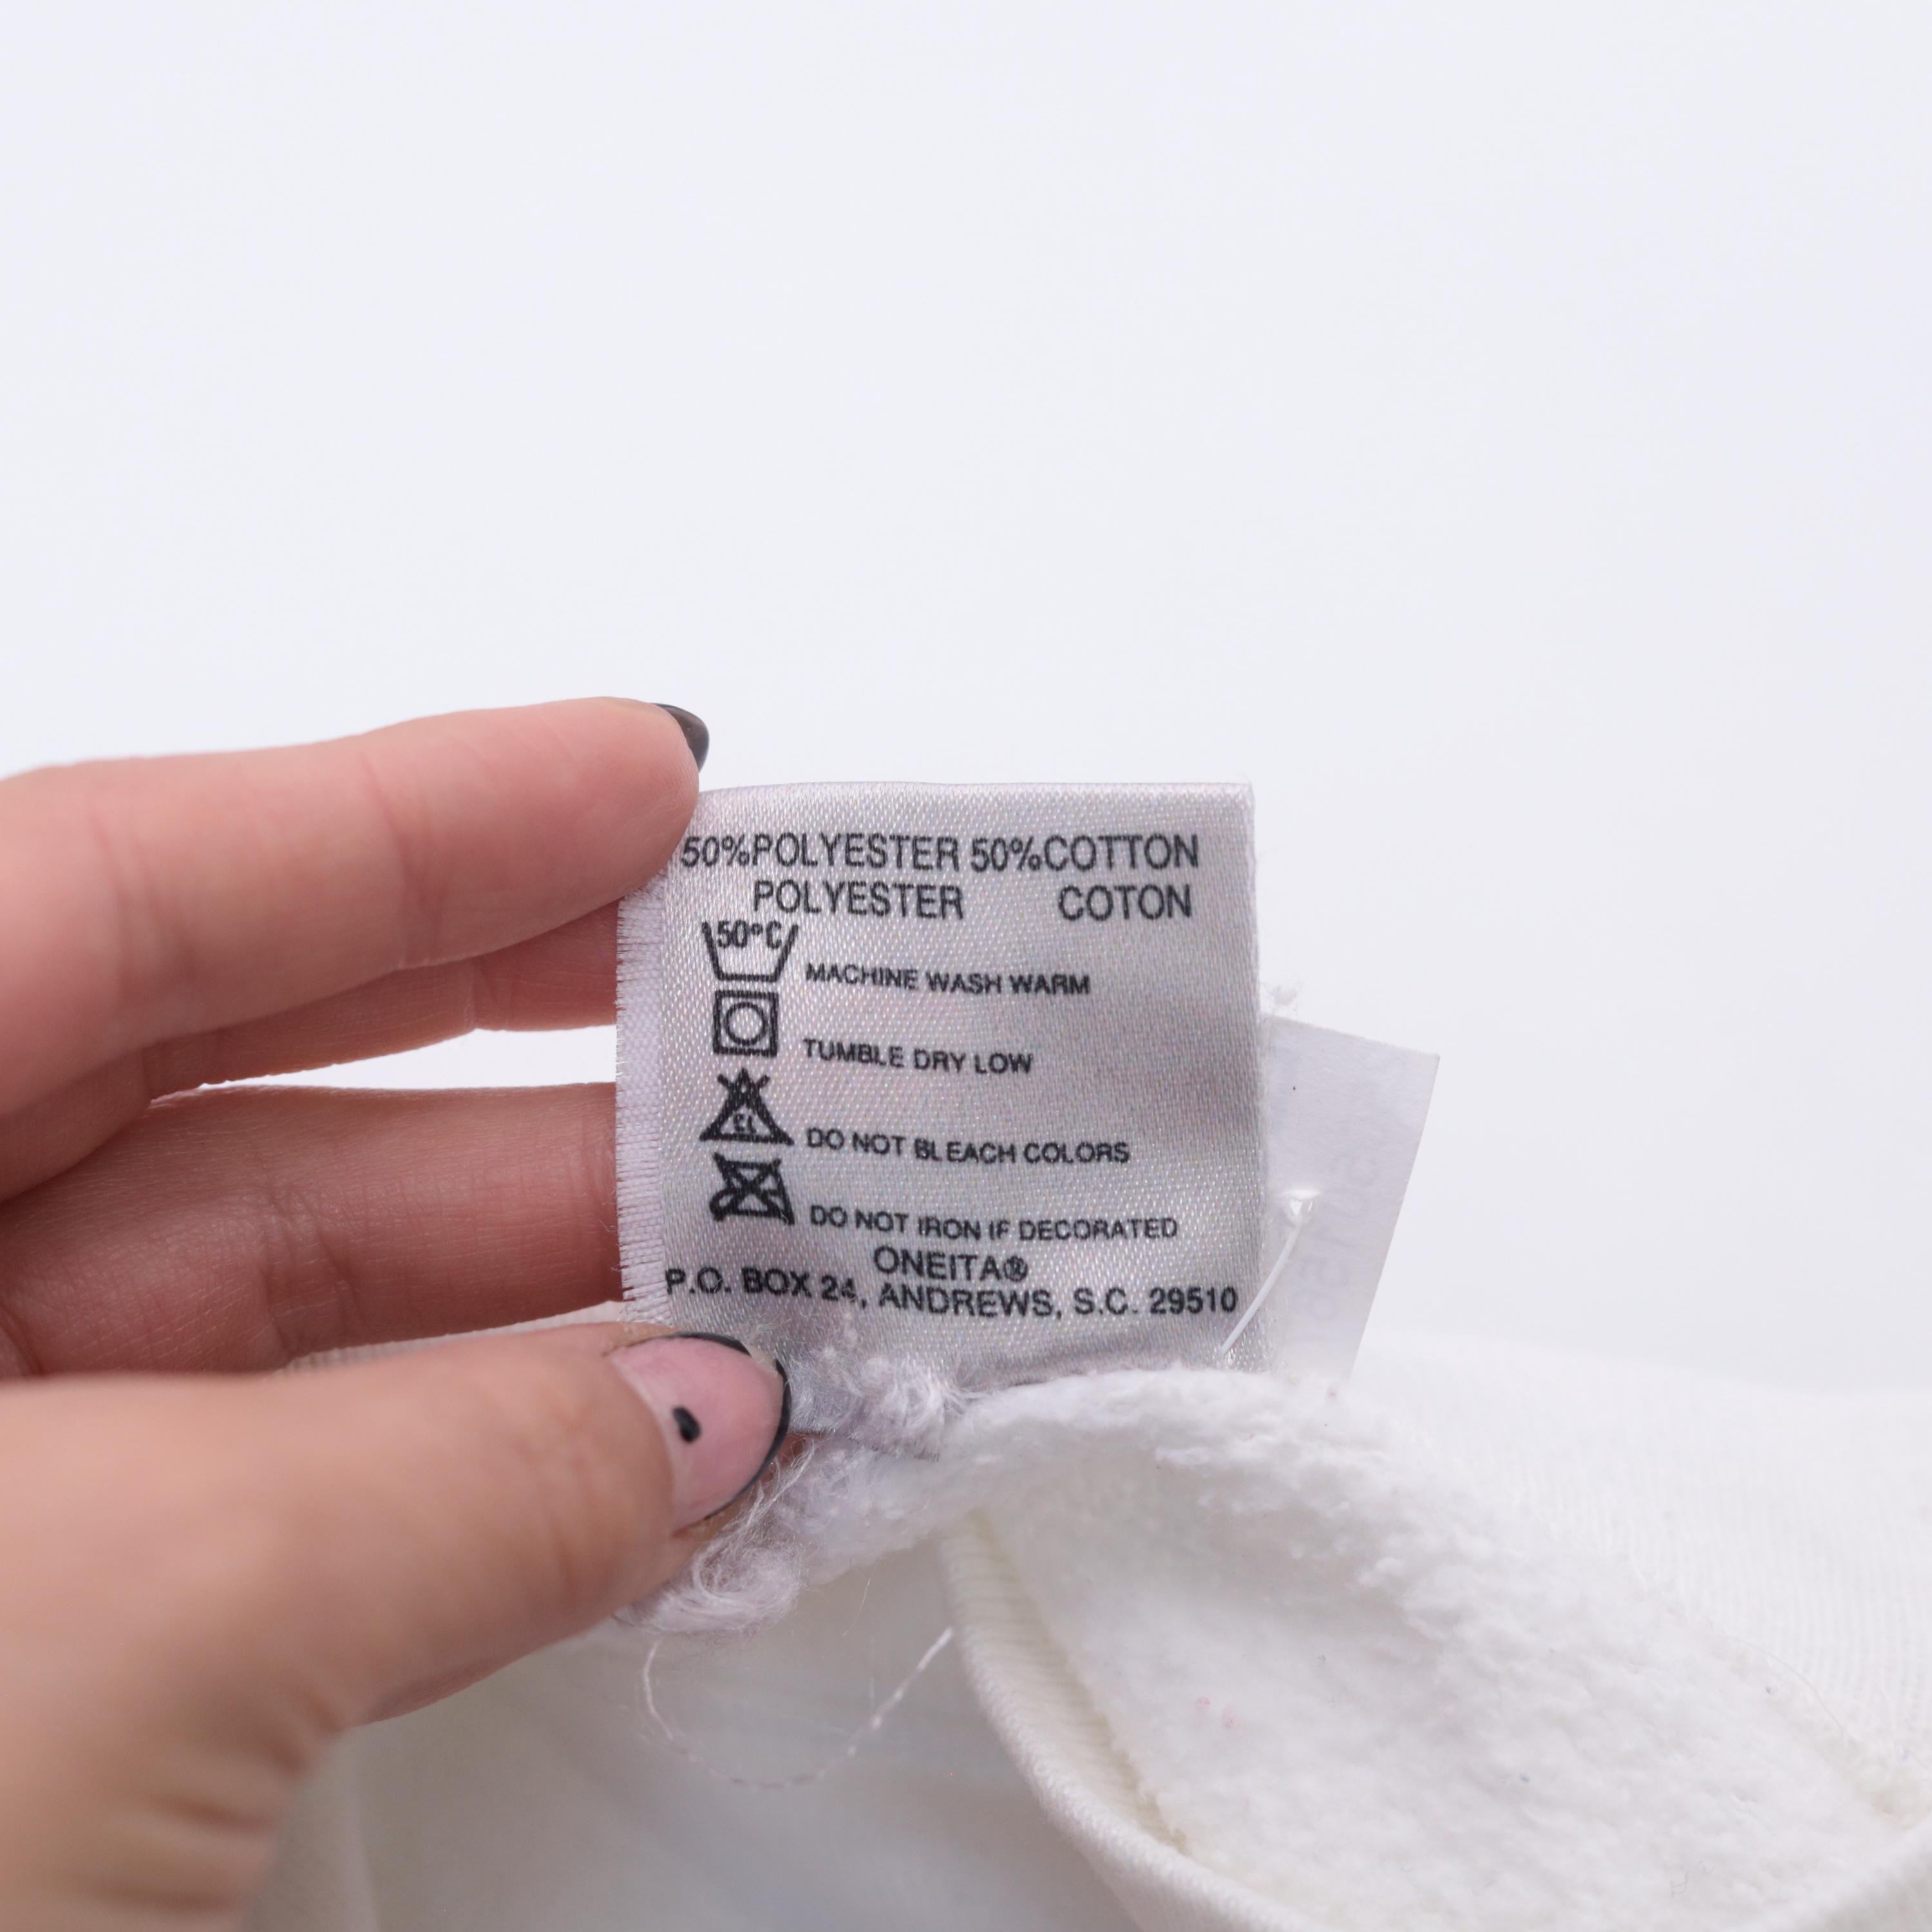 50%POLYESTER 50%COTTON
POLYESTER COTON
50°C
MACHINE WASH WARM
TUMBLE DRY LOW
CL
DO NOT BLEACH COLORS
DO NOT IRON IF DECORATED
ONEITA®
P.O. BOX 24, ANDREWS, S.C. 29510